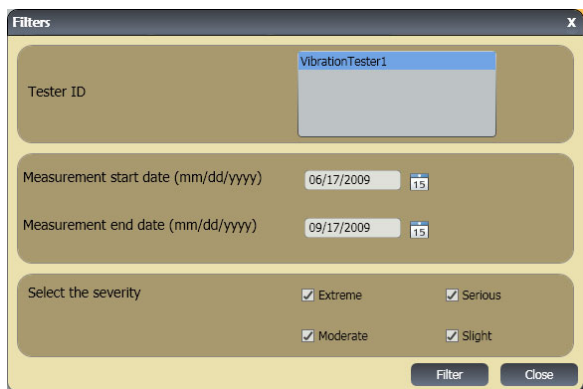 Filters X
VibrationTester1
Tester ID
Measurement start date (mm/dd/yyyy) 06/17/2009 15
Measurement end date (mm/dd/yyyy) 09/17/2009 15
Select the severity Extreme Serious
Moderate Slight
Filter Close